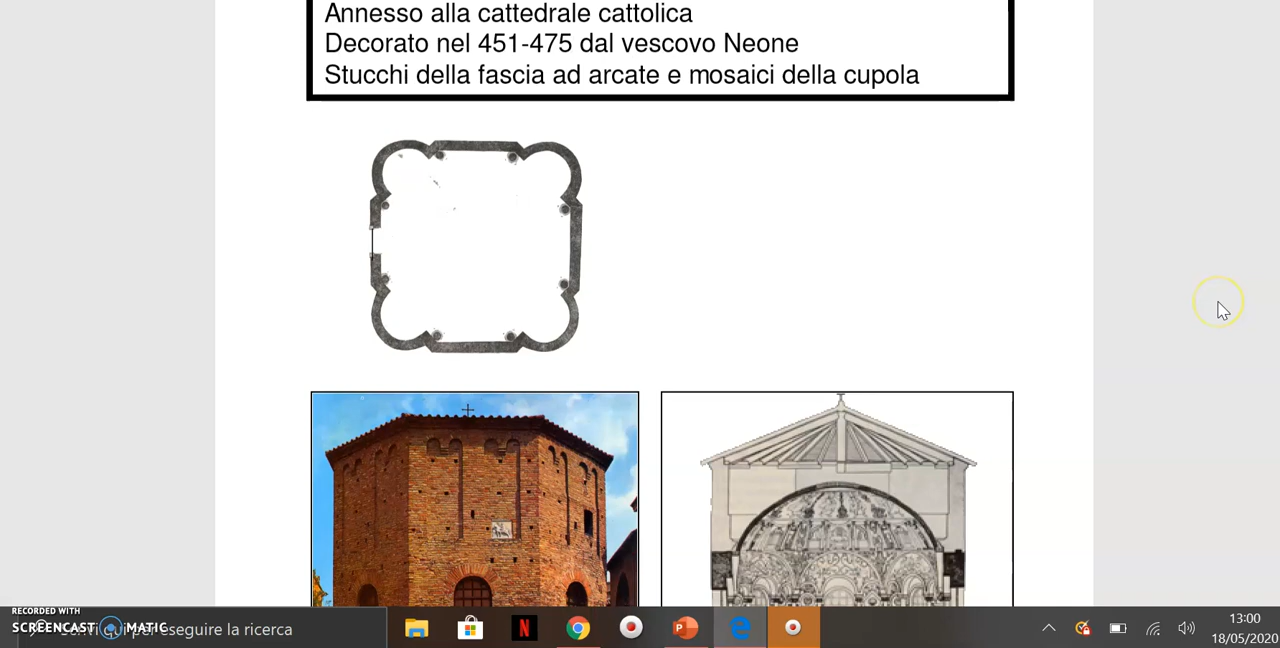 Annesso alla cattedrale cattolica
Decorato nel 451-475 dal vescovo Neone
Stucchi della fascia ad arcate e mosaici della cupola
RECORDED WITH
SCREENCAST MATIC
per eseguire la ricerca
13:00
18/05/2020